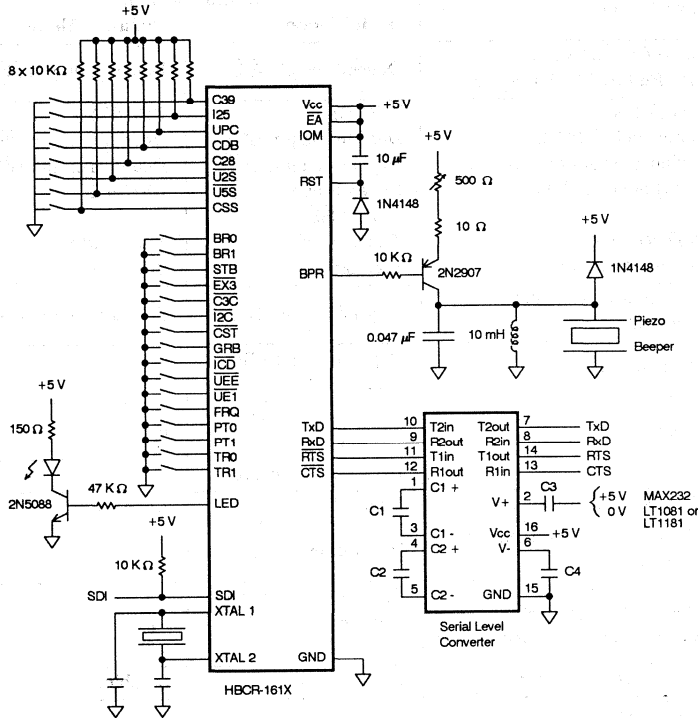 +5 V
8 x 10 KΩ
C39
I25
UPC
CDB
C28
U2S
U5S
CSS
BR0
BR1
STB
EX3
C3C
I2C
CST
GRB
ICD
UEE
UE1
FRQ
PT0
PT1
TR0
TR1
LED
SDI
XTAL 1
XTAL 2
Vcc
EA
IOM
RST
BPR
TxD
RxD
RTS
CTS
GND
HBCR-161X
+5 V
10 µF
1N4148
+5 V
500 Ω
10 Ω
10 KΩ
2N2907
+5 V
1N4148
0.047 µF
10 mH
Piezo
Beeper
+5 V
150 Ω
2N5088
47 KΩ
+5 V
10 KΩ
SDI
10 T2in T2out 7 TxD
9 R2out R2in 8 RxD
11 T1in T1out 14 RTS
12 R1out R1in 13 CTS
1 C1 +
C1
3 C1 -
4 C2 +
C2
5 C2 -
V+ 2 C3
+5 V
0 V
MAX232
LT1081 or
LT1181
Vcc 16 +5 V
V- 6
C4
GND 15
Serial Level
Converter